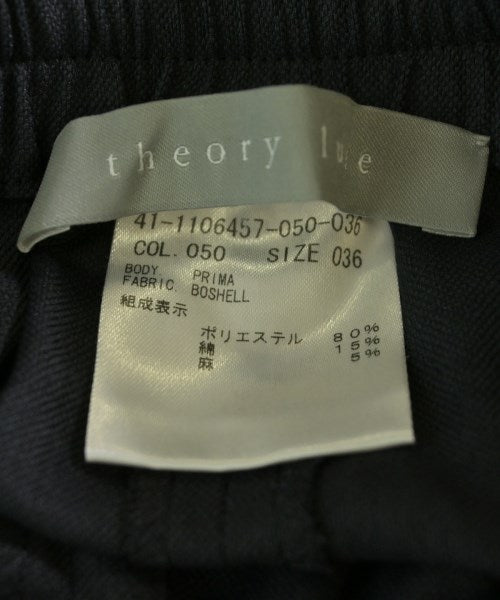 theory luxe
41-1106457-050-036
COL. 050 SIZE 036
BODY PRIMA
FABRIC BOSHELL
組成表示
ポリエステル 80%
綿 15%
麻 5%